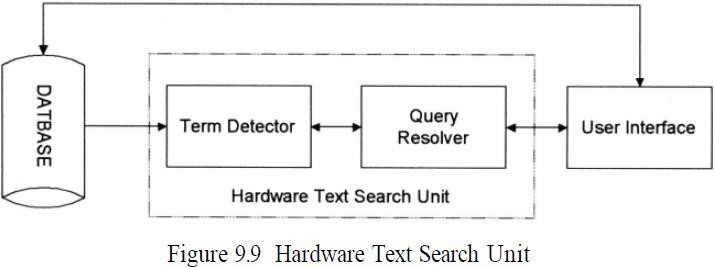 DATBASE
Term Detector
Query
Resolver
User Interface
Hardware Text Search Unit
Figure 9.9 Hardware Text Search Unit